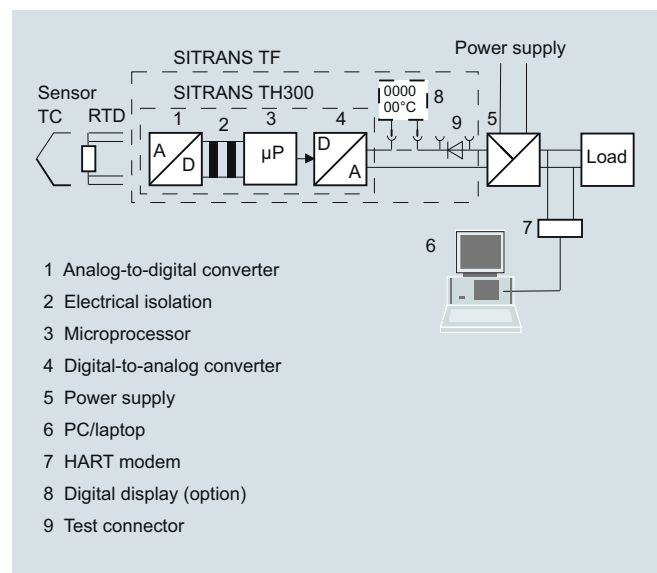 Power supply
SITRANS TF
Sensor
SITRANS TH300
0000
00°C
8
TC
RTD
1
2
3
4
9
5
A
D
µP
D
A
Load
7
6
1 Analog-to-digital converter
2 Electrical isolation
3 Microprocessor
4 Digital-to-analog converter
5 Power supply
6 PC/laptop
7 HART modem
8 Digital display (option)
9 Test connector